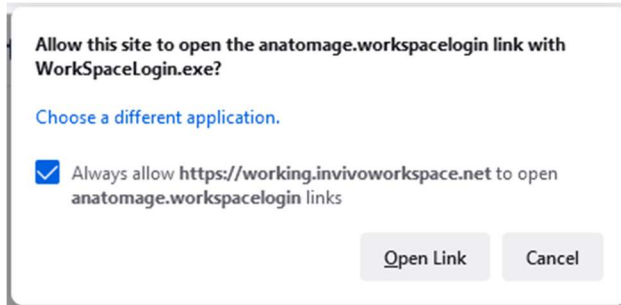 Allow this site to open the anatomage.workspacelogin link with
WorkSpaceLogin.exe?
Choose a different application.
Always allow https://working.invivoworkspace.net to open
anatomage.workspacelogin links
Open Link
Cancel